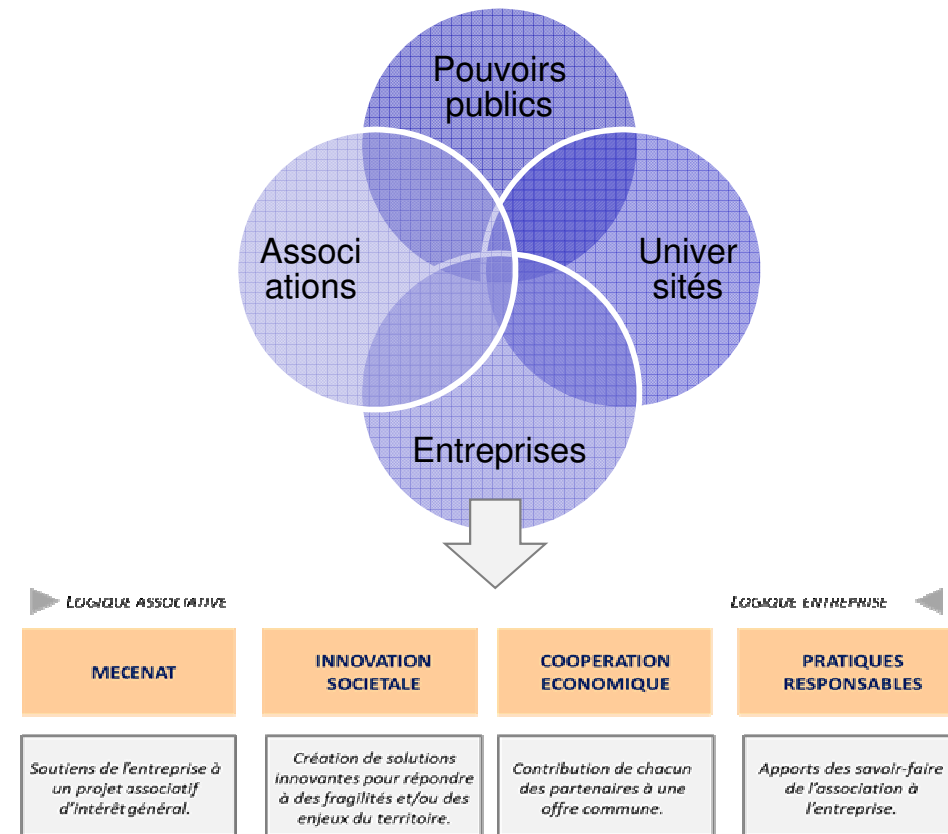 Pouvoirs
publics
Associ
ations
Univer
sités
Entreprises
LOGIQUE ASSOCIATIVE
LOGIQUE ENTREPRISE
MECENAT
INNOVATION
SOCIETALE
COOPERATION
ECONOMIQUE
PRATIQUES
RESPONSABLES
Soutiens de l'entreprise à
un projet associatif
d'intérêt général.
Création de solutions
innovantes pour répondre
à des fragilités et/ou des
enjeux du territoire.
Contribution de chacun
des partenaires à une
offre commune.
Apports des savoir-faire
de l'association à
l'entreprise.